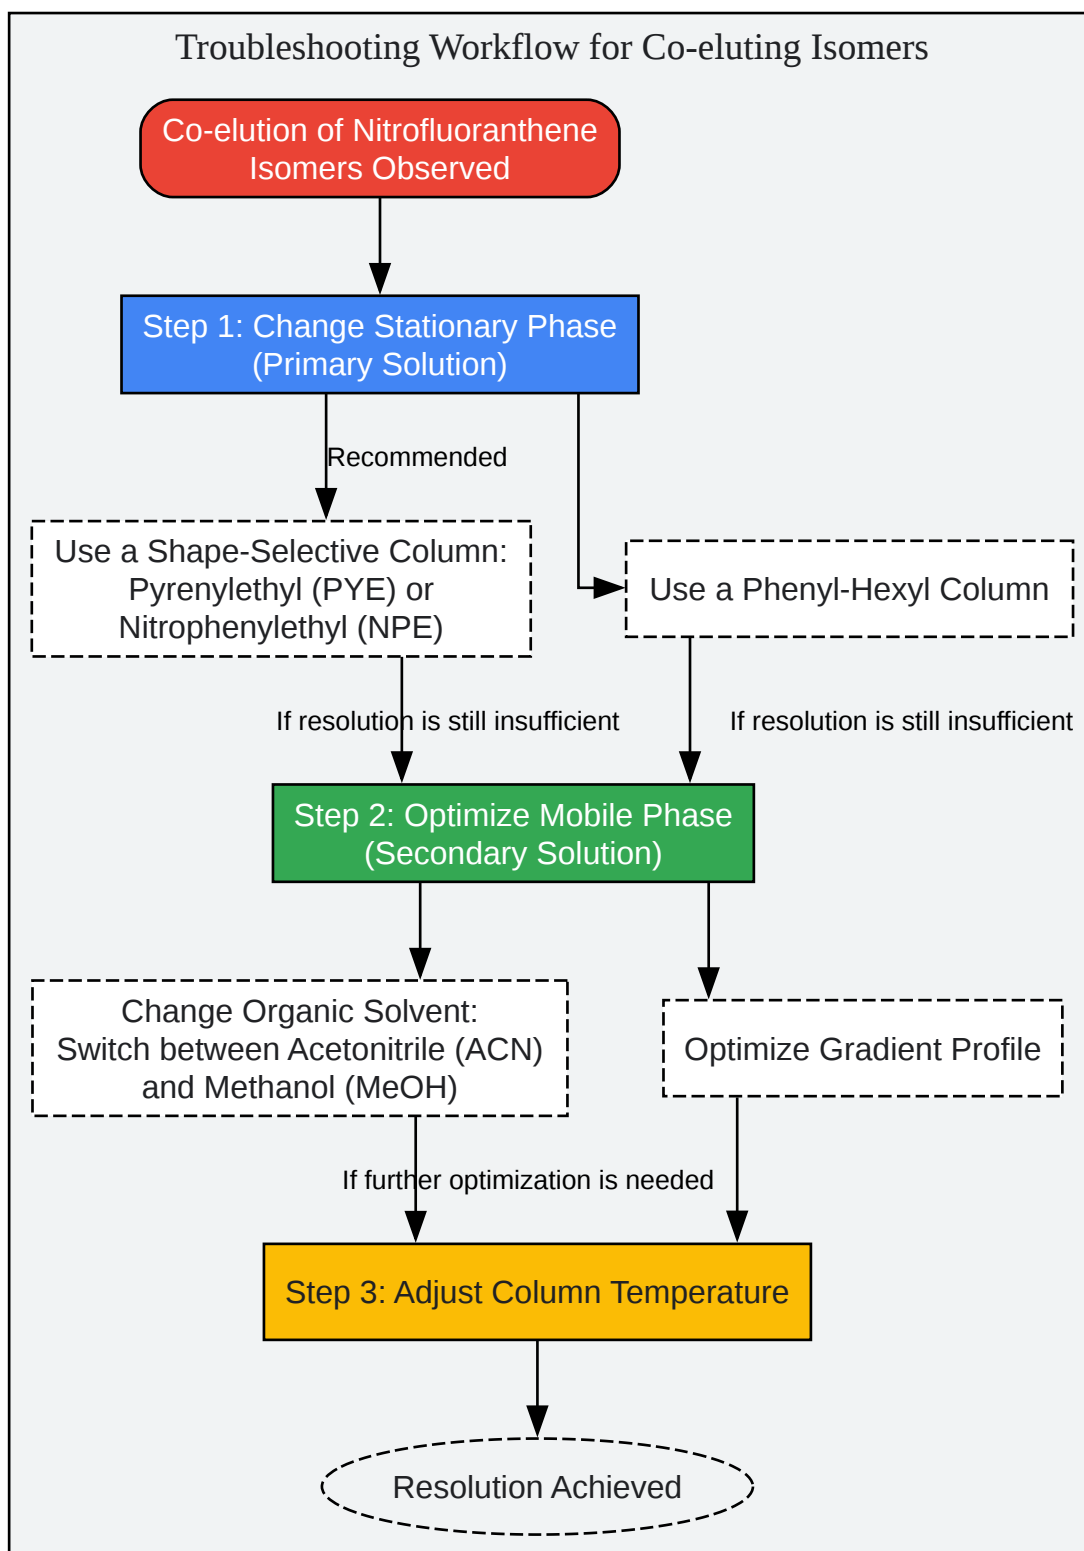 Troubleshooting Workflow for Co-eluting Isomers
Co-elution of Nitrofluoranthene
Isomers Observed
Step 1: Change Stationary Phase
(Primary Solution)
Recommended
Use a Shape-Selective Column:
Pyrenylethyl (PYE) or
Nitrophenylethyl (NPE)
Use a Phenyl-Hexyl Column
If resolution is still insufficient
If resolution is still insufficient
Step 2: Optimize Mobile Phase
(Secondary Solution)
Change Organic Solvent:
Switch between Acetonitrile (ACN)
and Methanol (MeOH)
Optimize Gradient Profile
If further optimization is needed
Step 3: Adjust Column Temperature
Resolution Achieved